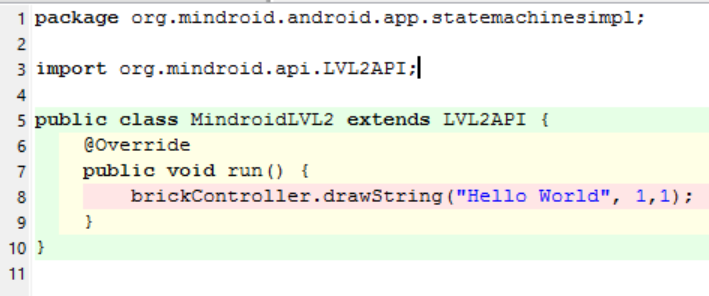 1 package org.mindroid.android.app.statemachinesimpl;
2
3 import org.mindroid.api.LVL2API;
4
5 public class MindroidLVL2 extends LVL2API {
6     @Override
7     public void run() {
8         brickController.drawString("Hello World", 1,1);
9     }
10 }
11